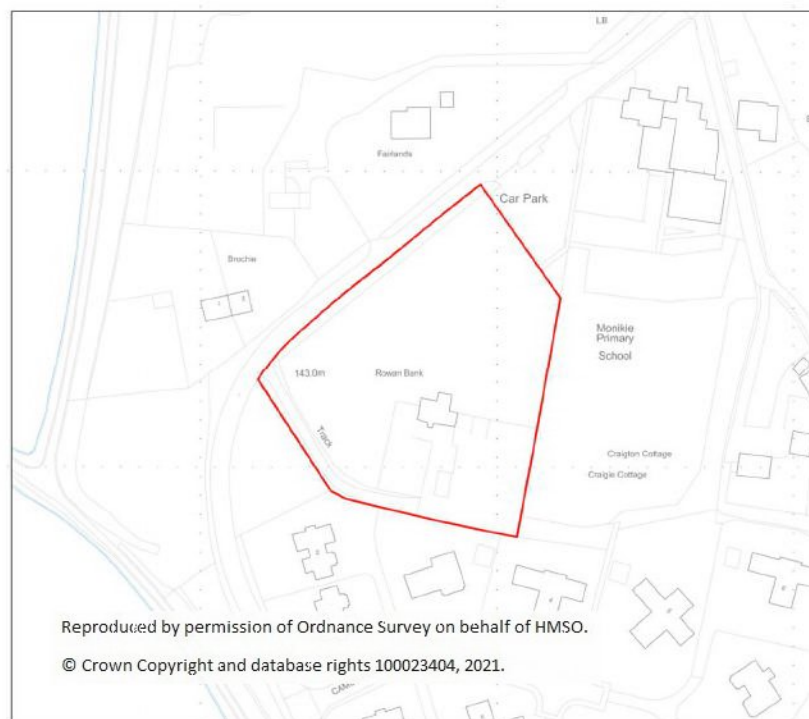 LB
Fairlands
Car Park
Brochie
Monikie
Primary
School
143.0m
Rowan Bank
Track
Craigton Cottage
Craigie Cottage
Reproduced by permission of Ordnance Survey on behalf of HMSO.
© Crown Copyright and database rights 100023404, 2021.